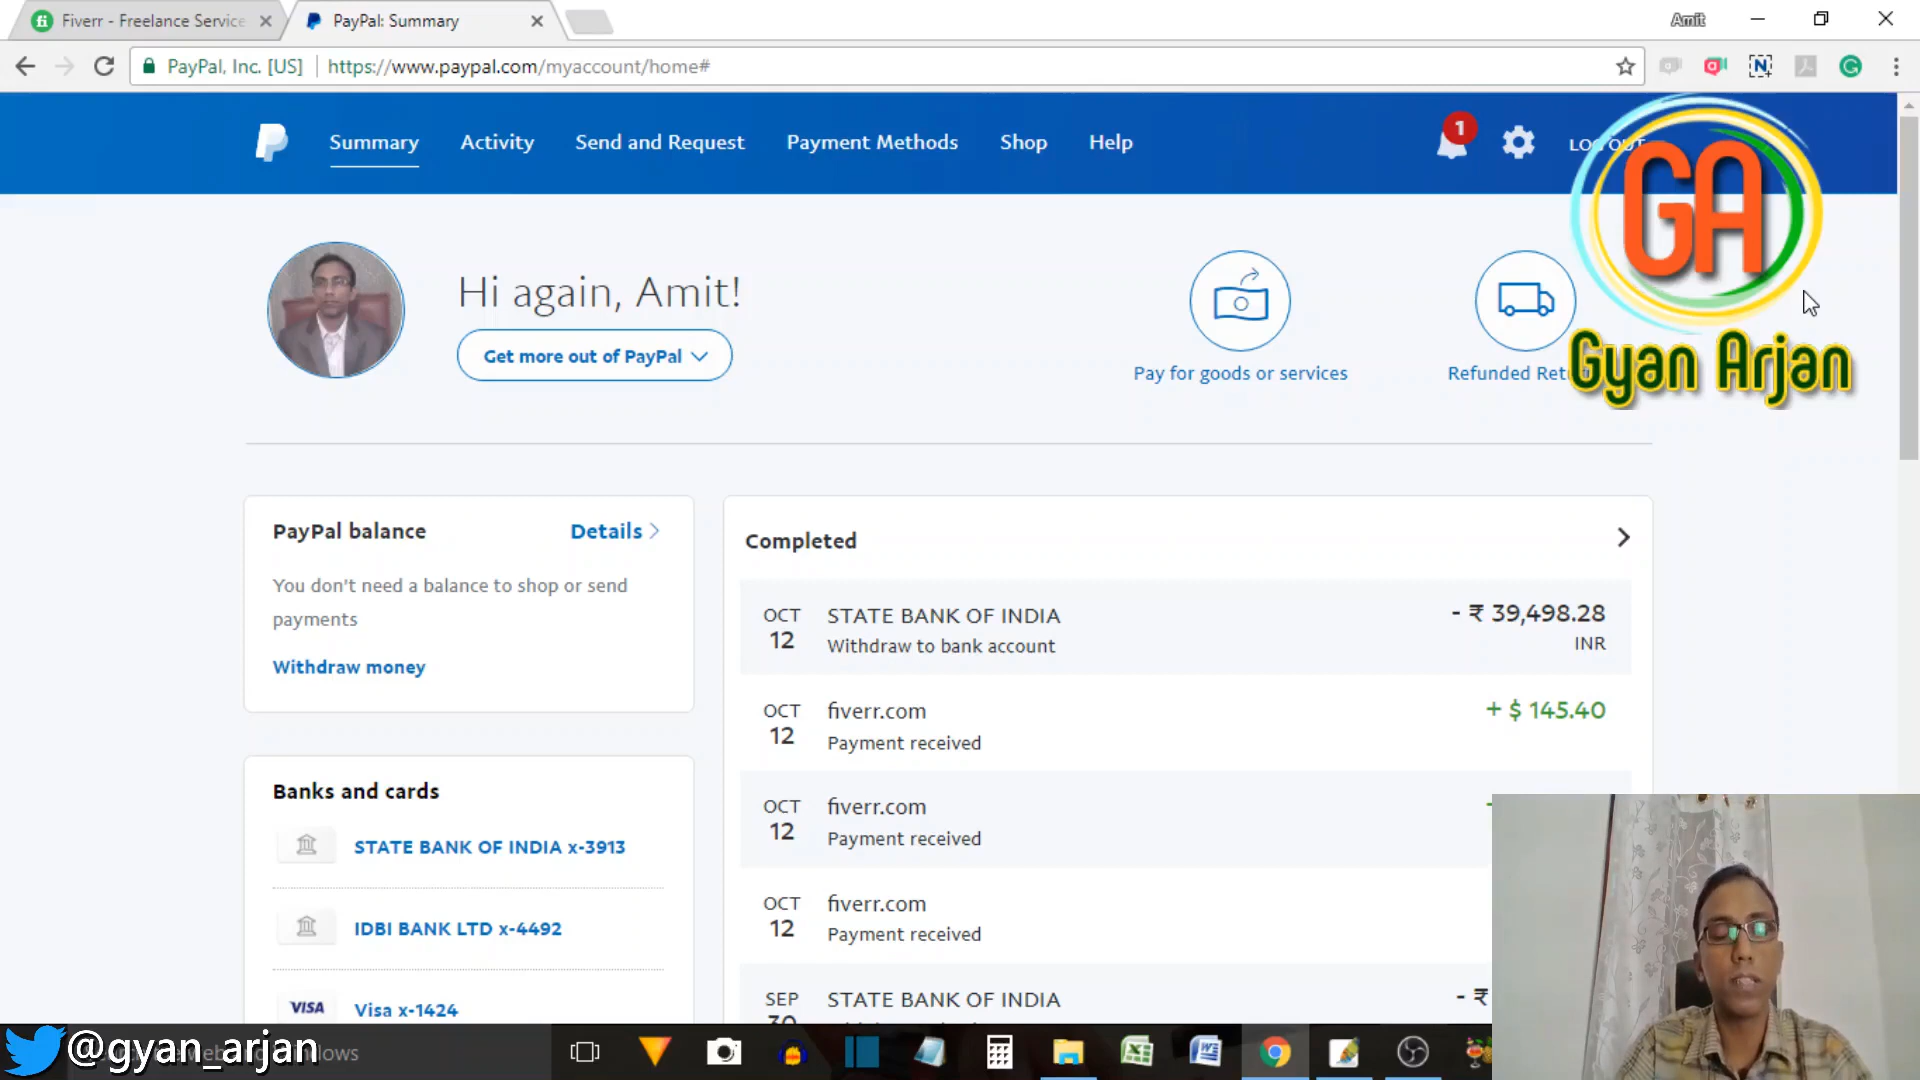 Fiverr - Freelance Service
PayPal: Summary
Amit
PayPal, Inc. [US]
https://www.paypal.com/myaccount/home#
Summary
Activity
Send and Request
Payment Methods
Shop
Help
1
LOG OUT
GA
Gyan Arjan
Hi again, Amit!
Get more out of PayPal
Pay for goods or services
Refunded
PayPal balance
Details
You don't need a balance to shop or send
payments
Withdraw money
Banks and cards
STATE BANK OF INDIA x-3913
IDBI BANK LTD x-4492
VISA
Visa x-1424
Completed
OCT
12
STATE BANK OF INDIA
Withdraw to bank account
- ₹ 39,498.28
INR
OCT
12
fiverr.com
Payment received
+ $ 145.40
OCT
12
fiverr.com
Payment received
OCT
12
fiverr.com
Payment received
SEP
30
STATE BANK OF INDIA
- ₹
@gyan_arjan